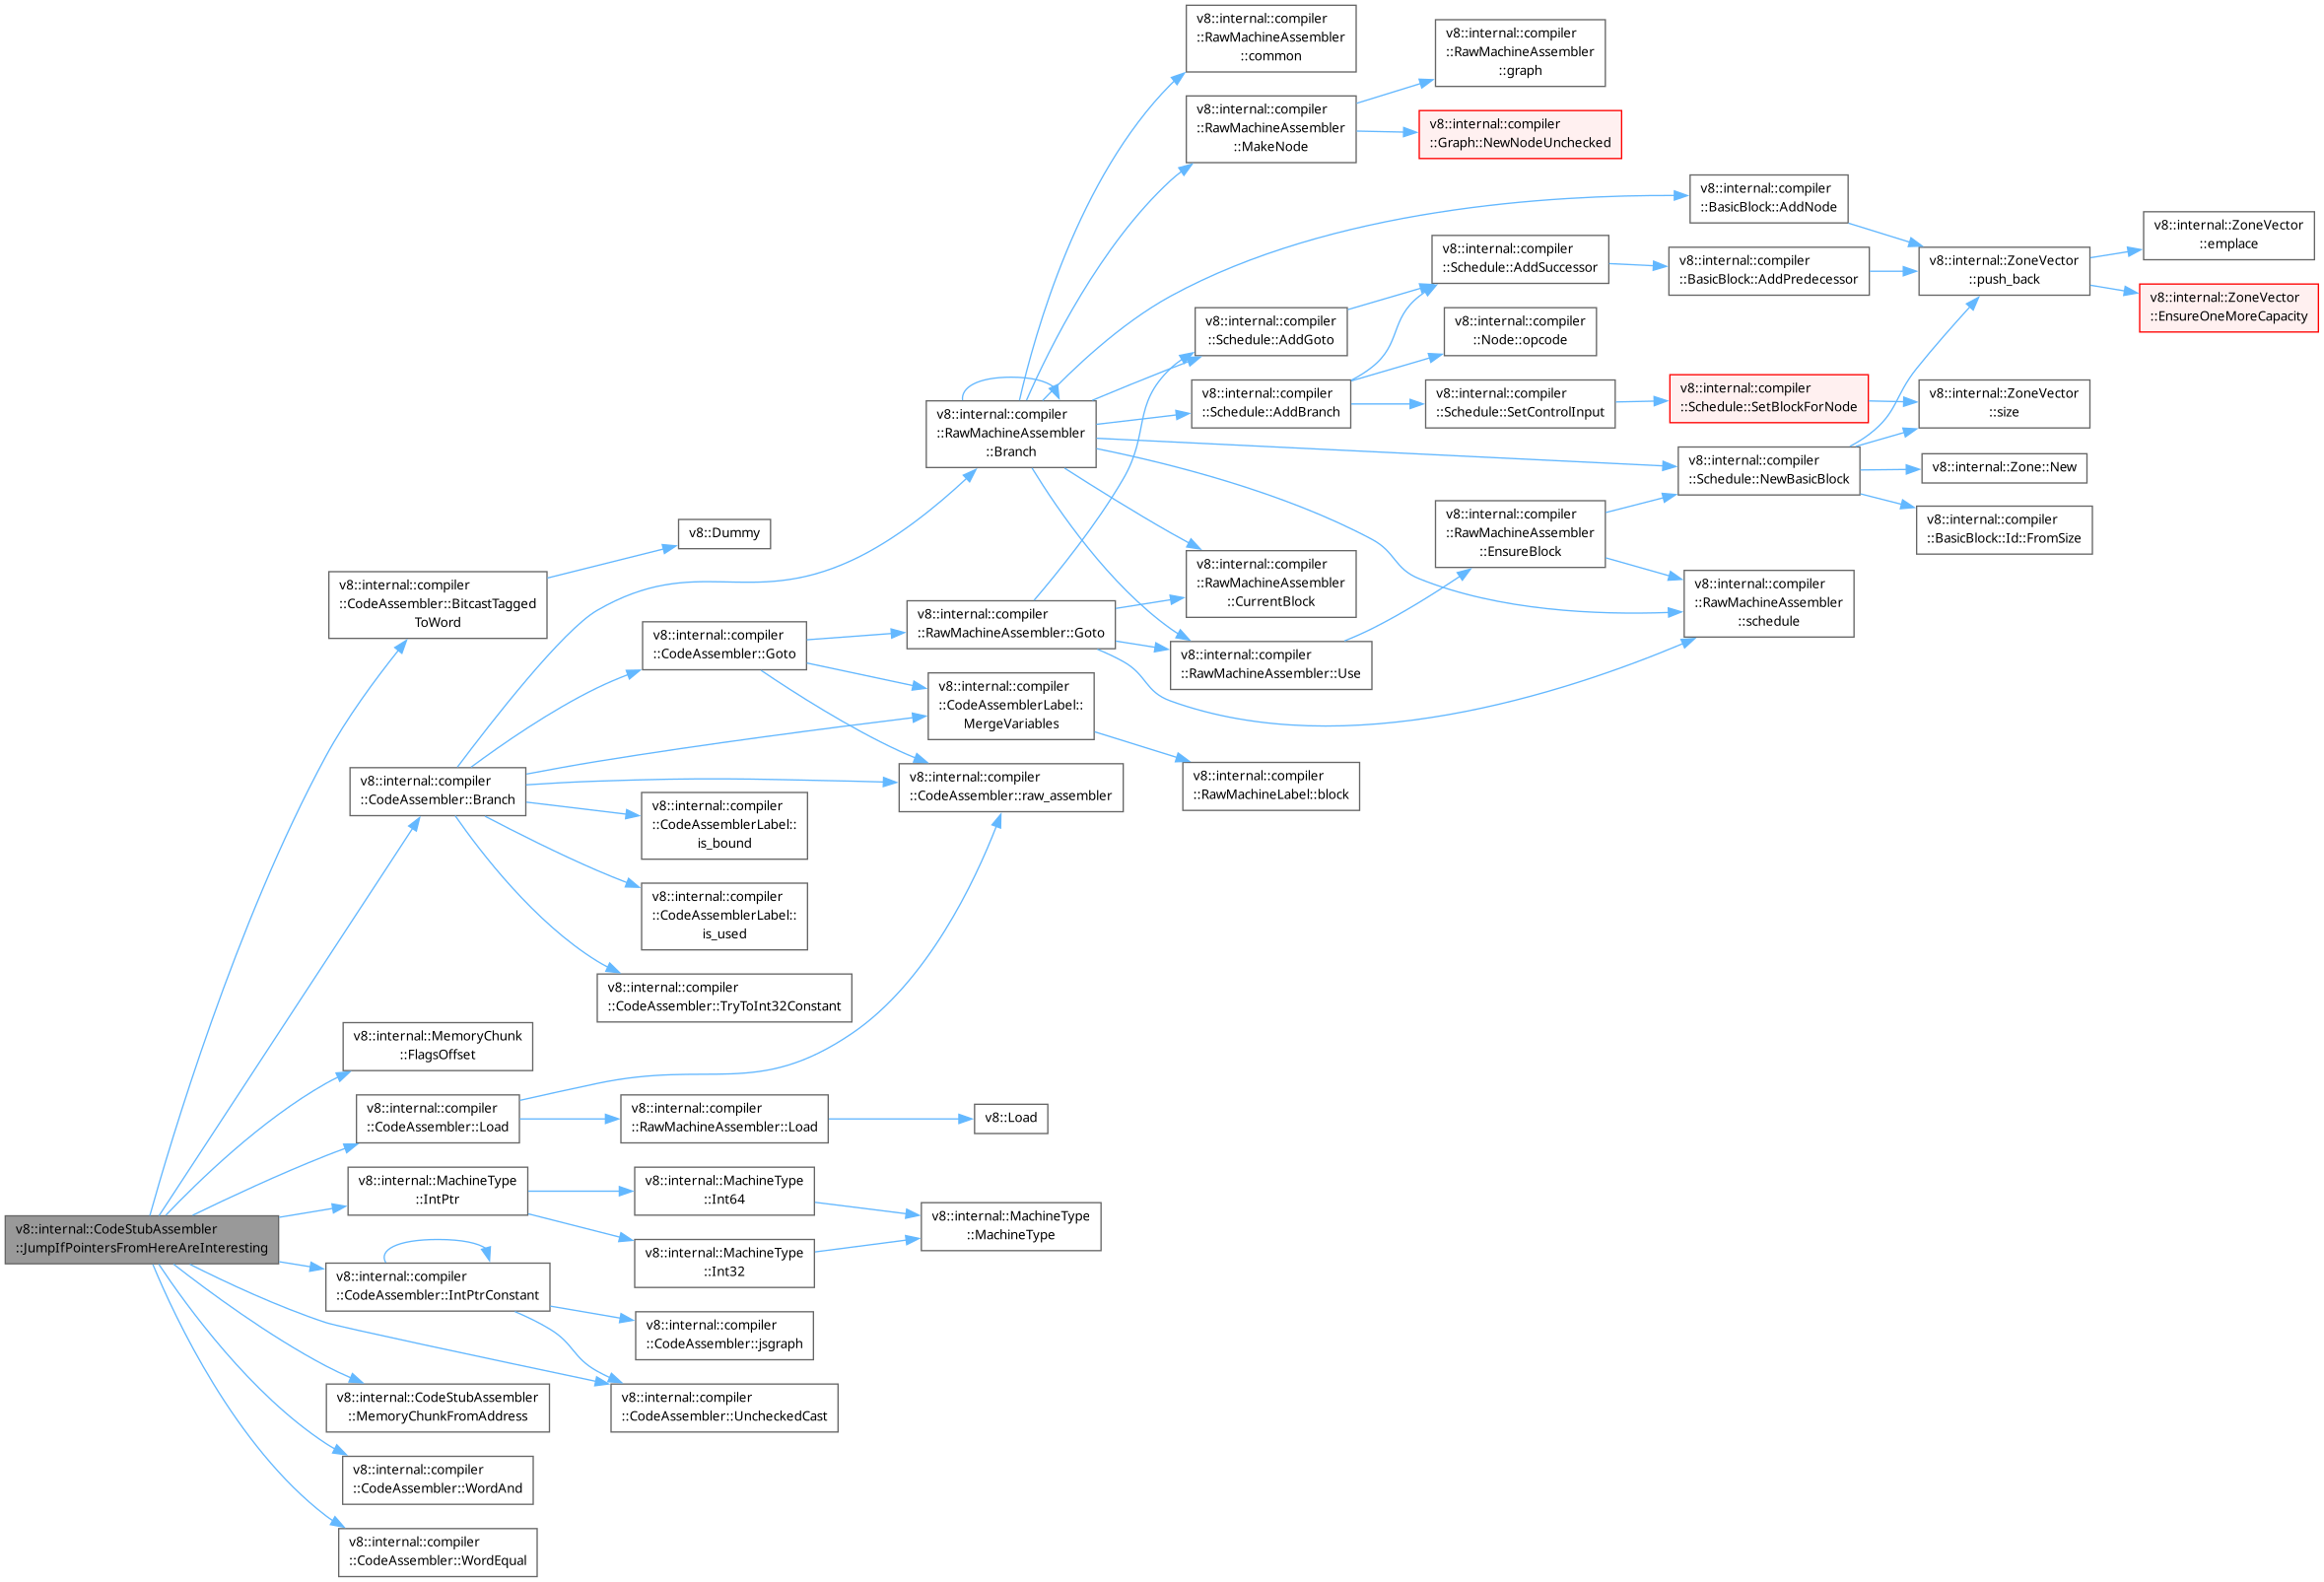 v8::internal::compiler
::RawMachineAssembler
::common
v8::internal::compiler
::RawMachineAssembler
::graph
v8::internal::compiler
::RawMachineAssembler
::MakeNode
v8::internal::compiler
::Graph::NewNodeUnchecked
v8::internal::compiler
::BasicBlock::AddNode
v8::internal::ZoneVector
::emplace
v8::internal::compiler
::Schedule::AddSuccessor
v8::internal::compiler
::BasicBlock::AddPredecessor
v8::internal::ZoneVector
::push_back
v8::internal::ZoneVector
::EnsureOneMoreCapacity
v8::internal::compiler
::Schedule::AddGoto
v8::internal::compiler
::Node::opcode
v8::internal::compiler
::RawMachineAssembler
::Branch
v8::internal::compiler
::Schedule::AddBranch
v8::internal::compiler
::Schedule::SetControlInput
v8::internal::compiler
::Schedule::SetBlockForNode
v8::internal::ZoneVector
::size
v8::internal::compiler
::Schedule::NewBasicBlock
v8::internal::Zone::New
v8::internal::compiler
::BasicBlock::Id::FromSize
v8::internal::compiler
::RawMachineAssembler
::EnsureBlock
v8::Dummy
v8::internal::compiler
::CodeAssembler::BitcastTagged
ToWord
v8::internal::compiler
::RawMachineAssembler
::CurrentBlock
v8::internal::compiler
::RawMachineAssembler
::schedule
v8::internal::compiler
::CodeAssembler::Goto
v8::internal::compiler
::RawMachineAssembler::Goto
v8::internal::compiler
::RawMachineAssembler::Use
v8::internal::compiler
::CodeAssemblerLabel::
MergeVariables
v8::internal::compiler
::CodeAssembler::Branch
v8::internal::compiler
::CodeAssembler::raw_assembler
v8::internal::compiler
::RawMachineLabel::block
v8::internal::compiler
::CodeAssemblerLabel::
is_bound
v8::internal::compiler
::CodeAssemblerLabel::
is_used
v8::internal::compiler
::CodeAssembler::TryToInt32Constant
v8::internal::MemoryChunk
::FlagsOffset
v8::internal::compiler
::CodeAssembler::Load
v8::internal::compiler
::RawMachineAssembler::Load
v8::Load
v8::internal::MachineType
::IntPtr
v8::internal::MachineType
::Int64
v8::internal::MachineType
::MachineType
v8::internal::CodeStubAssembler
::JumpIfPointersFromHereAreInteresting
v8::internal::MachineType
::Int32
v8::internal::compiler
::CodeAssembler::IntPtrConstant
v8::internal::compiler
::CodeAssembler::jsgraph
v8::internal::CodeStubAssembler
::MemoryChunkFromAddress
v8::internal::compiler
::CodeAssembler::UncheckedCast
v8::internal::compiler
::CodeAssembler::WordAnd
v8::internal::compiler
::CodeAssembler::WordEqual